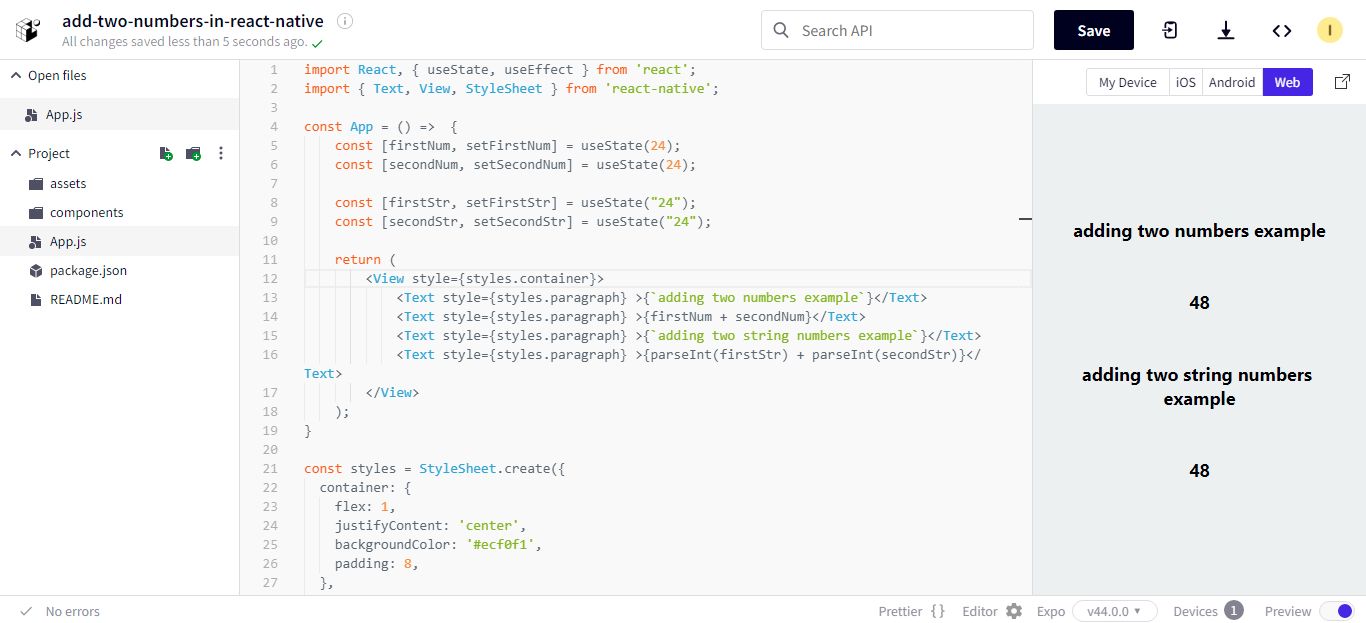 add-two-numbers-in-react-native
All changes saved less than 5 seconds ago.
Search API
Save
I
Open files
App.js
Project
assets
components
App.js
package.json
README.md
1 import React, { useState, useEffect } from 'react';
2 import { Text, View, StyleSheet } from 'react-native';
3
4 const App = () => {
5 const [firstNum, setFirstNum] = useState(24);
6 const [secondNum, setSecondNum] = useState(24);
7
8 const [firstStr, setFirstStr] = useState("24");
9 const [secondStr, setSecondStr] = useState("24");
10
11 return (
12 <View style={styles.container}>
13 <Text style={styles.paragraph} >{`adding two numbers example`}</Text>
14 <Text style={styles.paragraph} >{firstNum + secondNum}</Text>
15 <Text style={styles.paragraph} >{`adding two string numbers example`}</Text>
16 <Text style={styles.paragraph} >{parseInt(firstStr) + parseInt(secondStr)}</
Text>
17 </View>
18 );
19 }
20
21 const styles = StyleSheet.create({
22 container: {
23 flex: 1,
24 justifyContent: 'center',
25 backgroundColor: '#ecf0f1',
26 padding: 8,
27 },
My Device iOS Android Web
adding two numbers example
48
adding two string numbers
example
48
No errors
Prettier {} Editor Expo v44.0.0 Devices 1 Preview